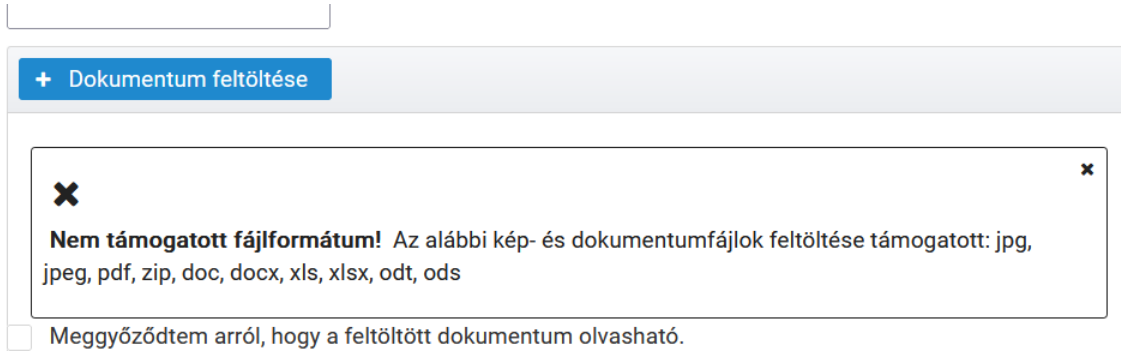 Dokumentum feltöltése
Nem támogatott fájlformátum! Az alábbi kép- és dokumentumfájlok feltöltése támogatott: jpg,
jpeg, pdf, zip, doc, docx, xls, xlsx, odt, ods
Meggyőződtem arról, hogy a feltöltött dokumentum olvasható.